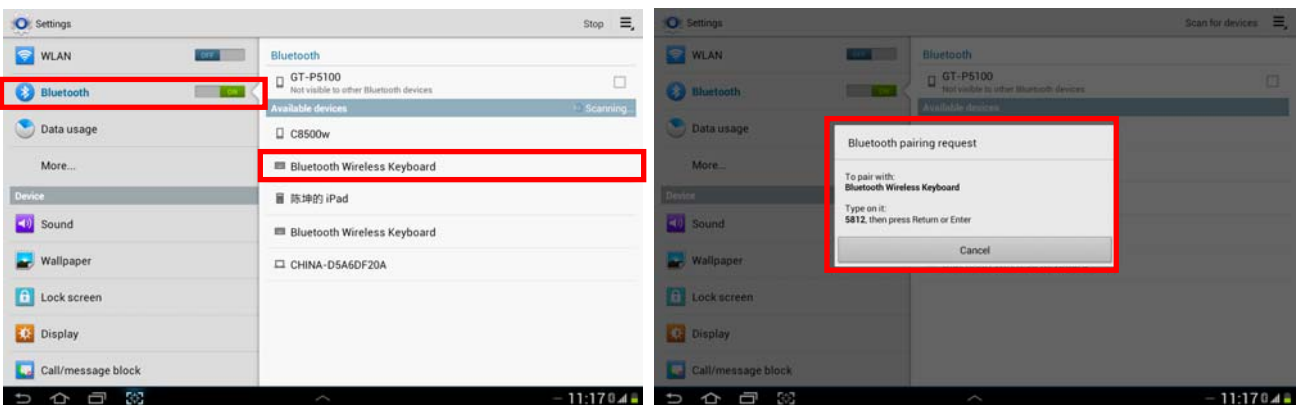 Settings
Stop
WLAN
OFF
Bluetooth
ON
Data usage
More...
Device
Sound
Wallpaper
Lock screen
Display
Call/message block
Bluetooth
GT-P5100
Not visible to other Bluetooth devices
Available devices
Scanning...
C8500w
Bluetooth Wireless Keyboard
陈坤的 iPad
Bluetooth Wireless Keyboard
CHINA-D5A6DF20A
11:17
Settings
Scan for devices
WLAN
OFF
Bluetooth
ON
Data usage
More...
Device
Sound
Wallpaper
Lock screen
Display
Call/message block
Bluetooth
GT-P5100
Not visible to other Bluetooth devices
Available devices
Bluetooth pairing request
To pair with:
Bluetooth Wireless Keyboard
Type on it:
5812, then press Return or Enter
Cancel
11:17